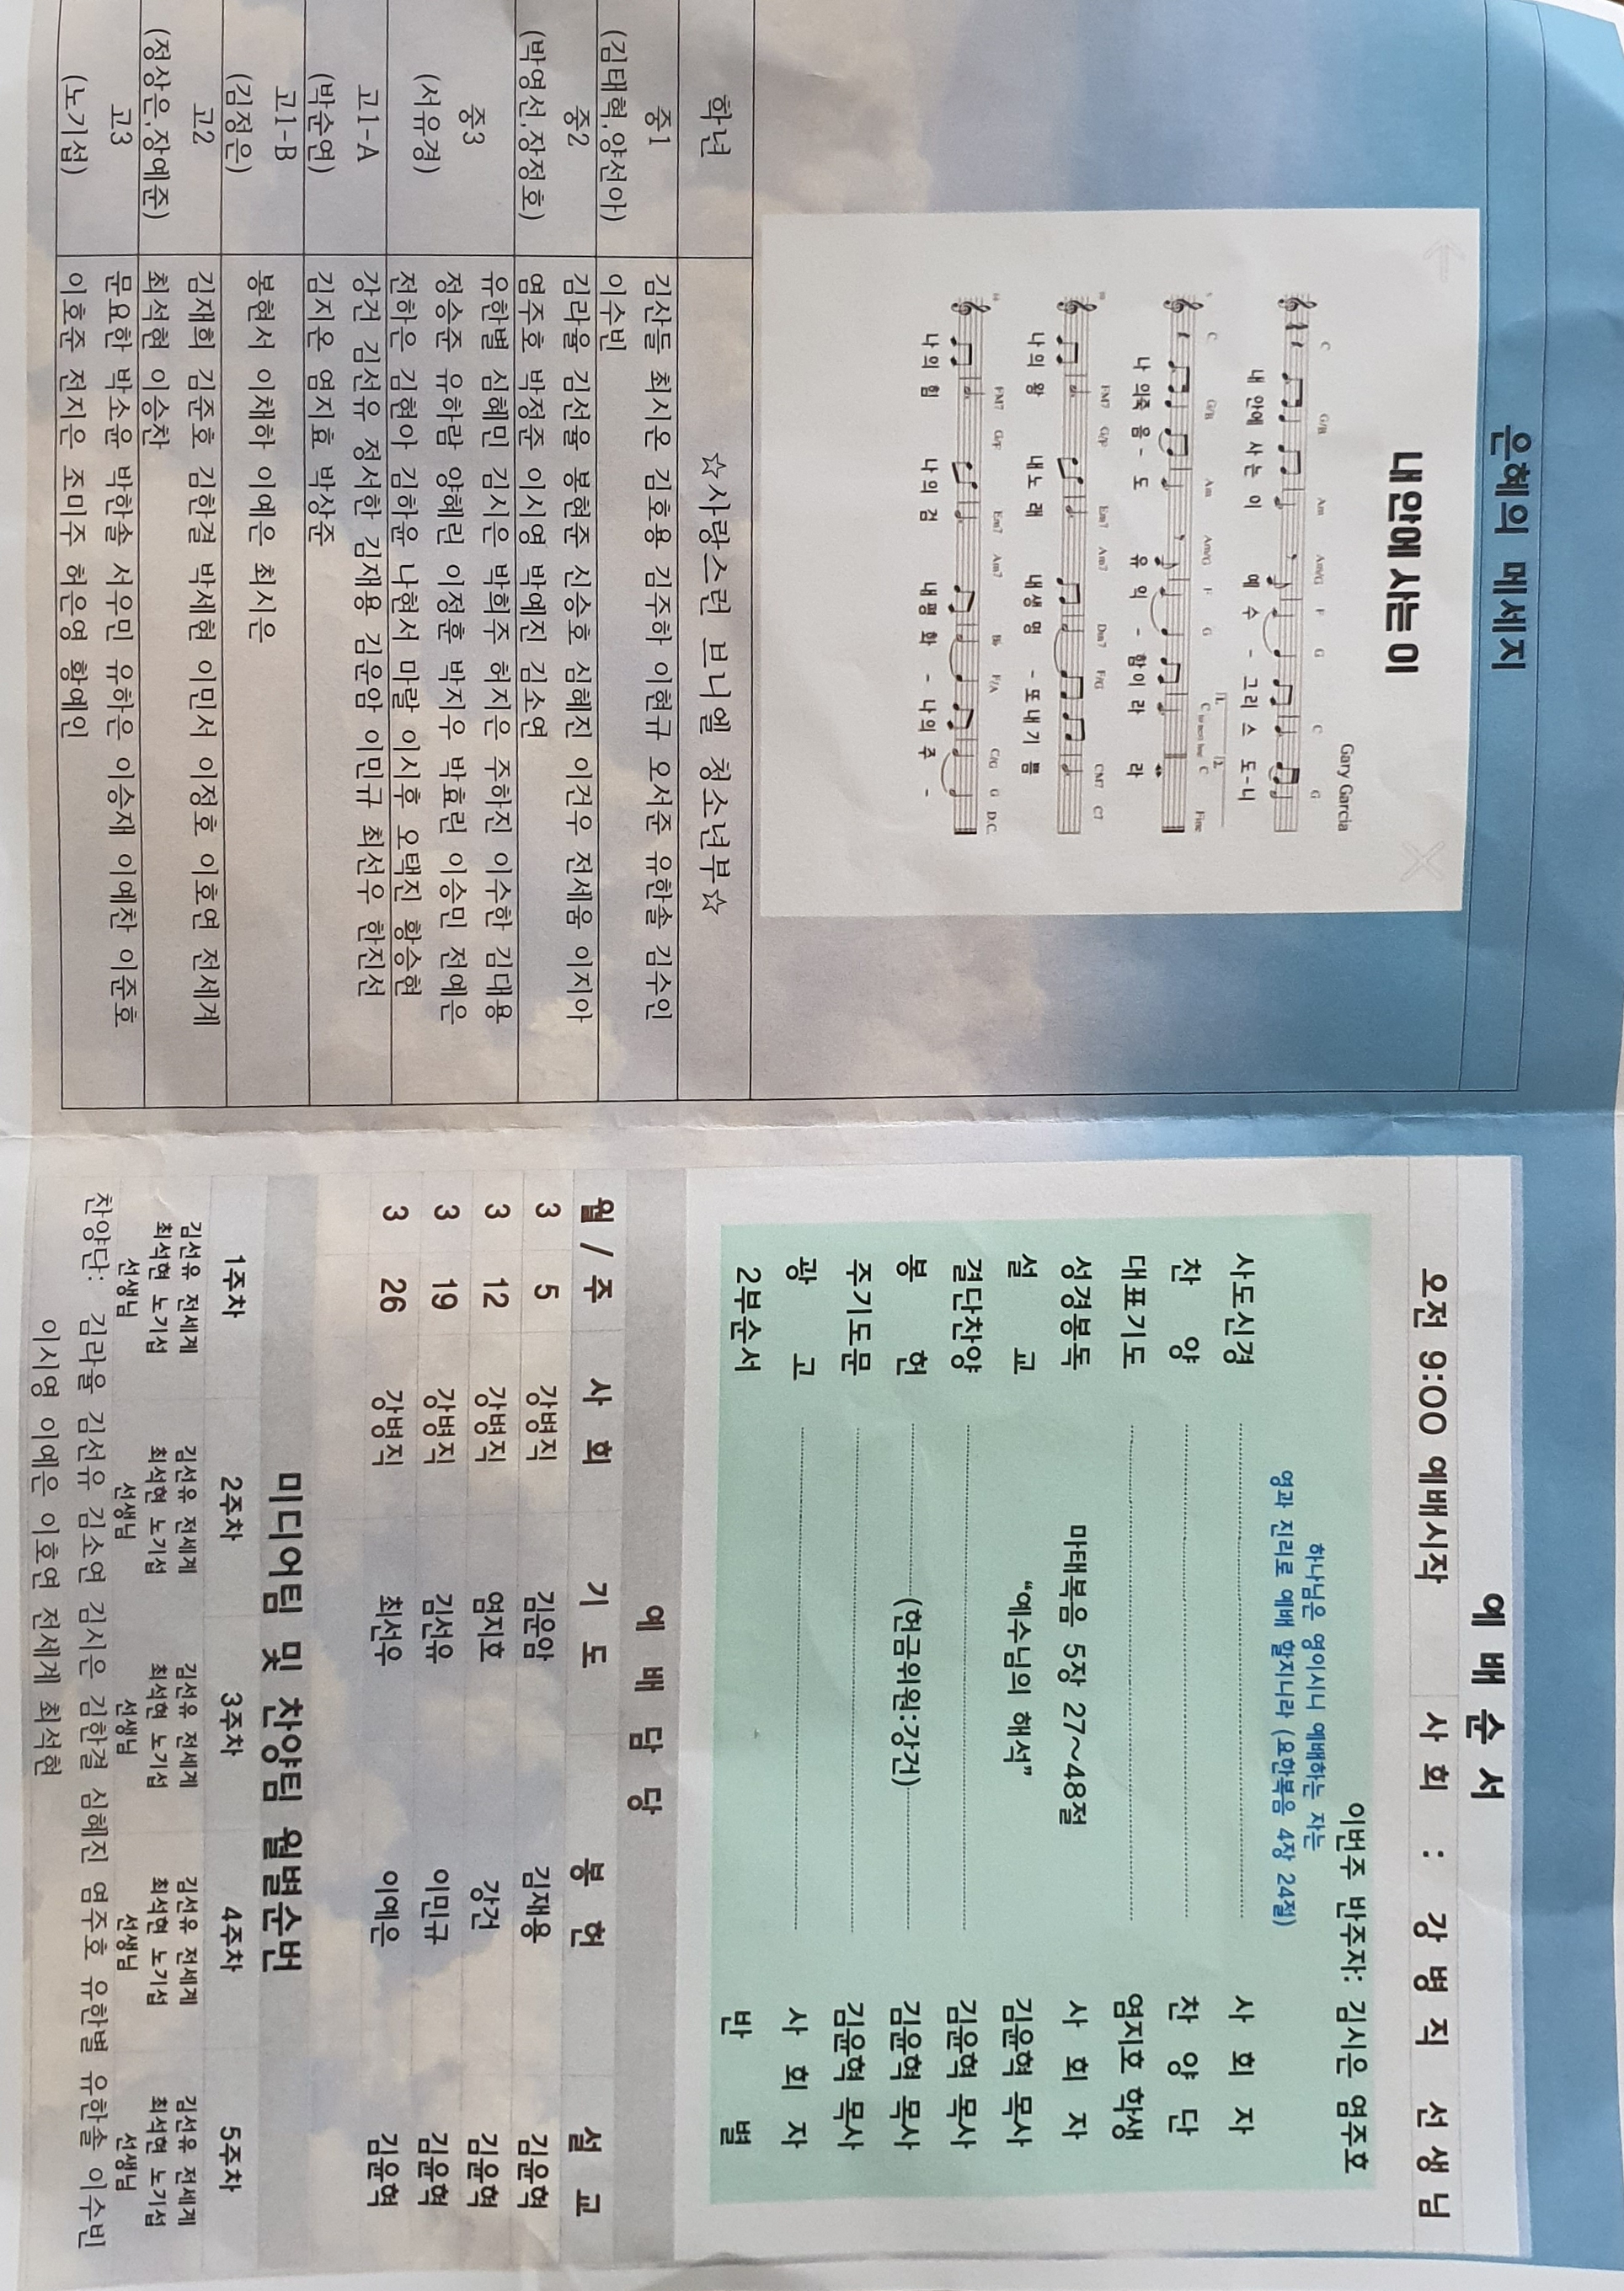 은혜의 메세지
내 안에 사는 이
Gary Garcia
C G/B Am Am/G F G C G
내 안에 사는 이 예수 - 그리스 도-니
C G/B Am Am/G F G 1. C to next bar 2. C Fine
나 의죽 음 - 도 유 익 - 함이라 라
FM7 G/F Em7 Am7 Dm7 F/G CM7 C7
나의 왕 내노 래 내생 명 - 또 내 기 쁨
FM7 G/F Em7 Am7 Bb F/A C/G G D.C.
나의 힘 나의 검 내평 화 - 나의 주 -
학년 ☆사랑스런 브니엘 청소년부☆
중1 김산들 최시온 김호용 김주하 이현규 오서준 유한솔 김수인
(김태혁,양선아) 이수빈
중2 김라율 김선율 봉현준 신승호 심혜진 이건우 전세움 이지아
(박영선,장정호) 염주호 박정준 이시영 박예진 김소연
유한별 심혜민 김시은 박희주 허지은 주하진 이수한 김대용
중3 정승준 유하람 양혜린 이정훈 박지우 박효린 이승민 전예은
(서유경) 전하은 김현아 김하윤 나현서 마랄 이시후 오택진 황승현
고1-A 강건 김선유 정서한 김재용 김운암 이민규 최선우 한진선
(박순연) 김지온 염지효 박상준
고1-B 봉현서 이채하 이예은 최시은
(김정은)
고2 김재희 김준호 김한결 박세현 이민서 이정호 이호연 전세계
(정상은,장예준) 최석현 이승찬
고3 문요한 박소윤 박한솔 서우민 유하은 이승재 이예찬 이준호
(노기섭) 이호준 전지은 조미주 허은영 황예인
예 배 순 서
오전 9:00 예배시작 사 회 : 강 병 직 선 생 님
이번주 반주자: 김시은 염주호
하나님은 영이시니 예배하는 자는
영과 진리로 예배 할지니라 (요한복음 4장 24절)
사도신경 사 회 자
찬 양 찬 양 단
대표기도 염지호 학생
성경봉독 마태복음 5장 27~48절 사 회 자
설 교 “예수님의 해석” 김윤혁 목사
결단찬양 김윤혁 목사
봉 헌 (헌금위원:강건) 김윤혁 목사
주기도문 김윤혁 목사
광 고 사 회 자
2부순서 반 별
예 배 담 당
월 / 주 사 회 기 도 봉 헌 설 교
3 5 강병직 김운암 김재용 김윤혁
3 12 강병직 염지호 강건 김윤혁
3 19 강병직 김선유 이민규 김윤혁
3 26 강병직 최선우 이예은 김윤혁
미디어팀 및 찬양팀 월별순번
1주차 2주차 3주차 4주차 5주차
김선유 전세계 김선유 전세계 김선유 전세계 김선유 전세계 김선유 전세계
최석현 노기섭 최석현 노기섭 최석현 노기섭 최석현 노기섭 최석현 노기섭
선생님 선생님 선생님 선생님 선생님
찬양단: 김라율 김선유 김소연 김시은 김한결 심혜진 염주호 유한별 유한솔 이수빈
이시영 이예은 이호연 전세계 최석현